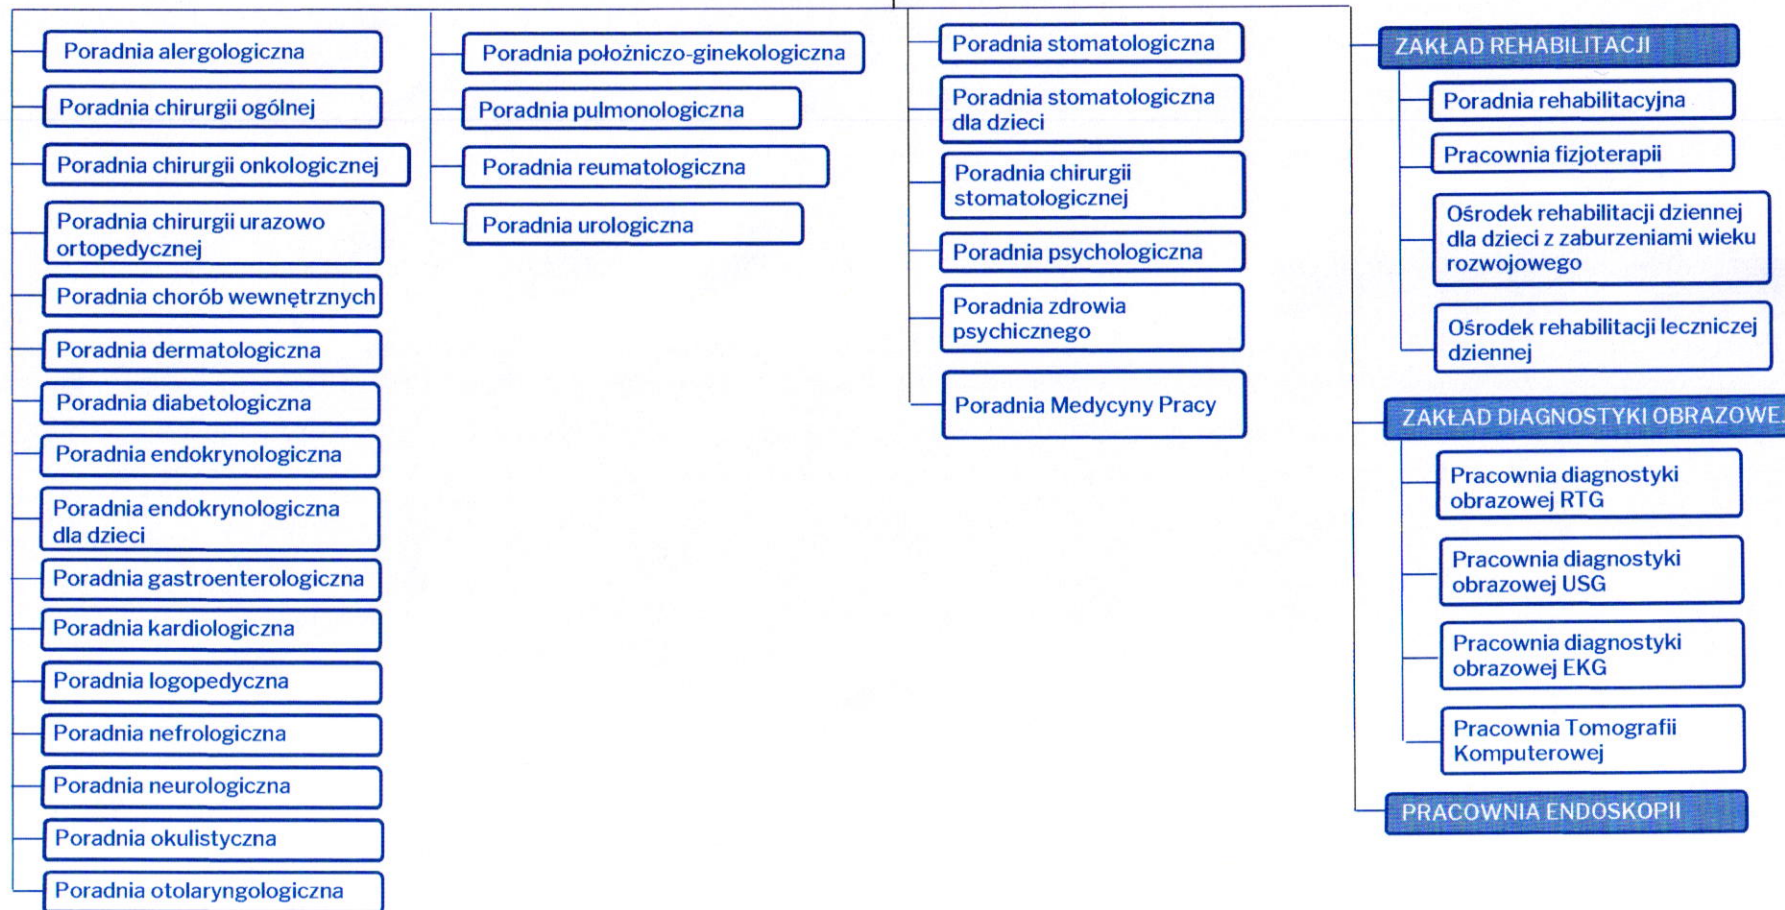 Poradnia alergologiczna
Poradnia chirurgii ogólnej
Poradnia chirurgii onkologicznej
Poradnia chirurgii urazowo
ortopedycznej
Poradnia chorób wewnętrznych
Poradnia dermatologiczna
Poradnia diabetologiczna
Poradnia endokrynologiczna
Poradnia endokrynologiczna
dla dzieci
Poradnia gastroenterologiczna
Poradnia kardiologiczna
Poradnia logopedyczna
Poradnia nefrologiczna
Poradnia neurologiczna
Poradnia okulistyczna
Poradnia otolaryngologiczna
Poradnia położniczo-ginekologiczna
Poradnia pulmonologiczna
Poradnia reumatologiczna
Poradnia urologiczna
Poradnia stomatologiczna
Poradnia stomatologiczna
dla dzieci
Poradnia chirurgii
stomatologicznej
Poradnia psychologiczna
Poradnia zdrowia
psychicznego
Poradnia Medycyny Pracy
ZAKŁAD REHABILITACJI
Poradnia rehabilitacyjna
Pracownia fizjoterapii
Ośrodek rehabilitacji dziennej
dla dzieci z zaburzeniami wieku
rozwojowego
Ośrodek rehabilitacji leczniczej
dziennej
ZAKŁAD DIAGNOSTYKI OBRAZOWEJ
Pracownia diagnostyki
obrazowej RTG
Pracownia diagnostyki
obrazowej USG
Pracownia diagnostyki
obrazowej EKG
Pracownia Tomografii
Komputerowej
PRACOWNIA ENDOSKOPII